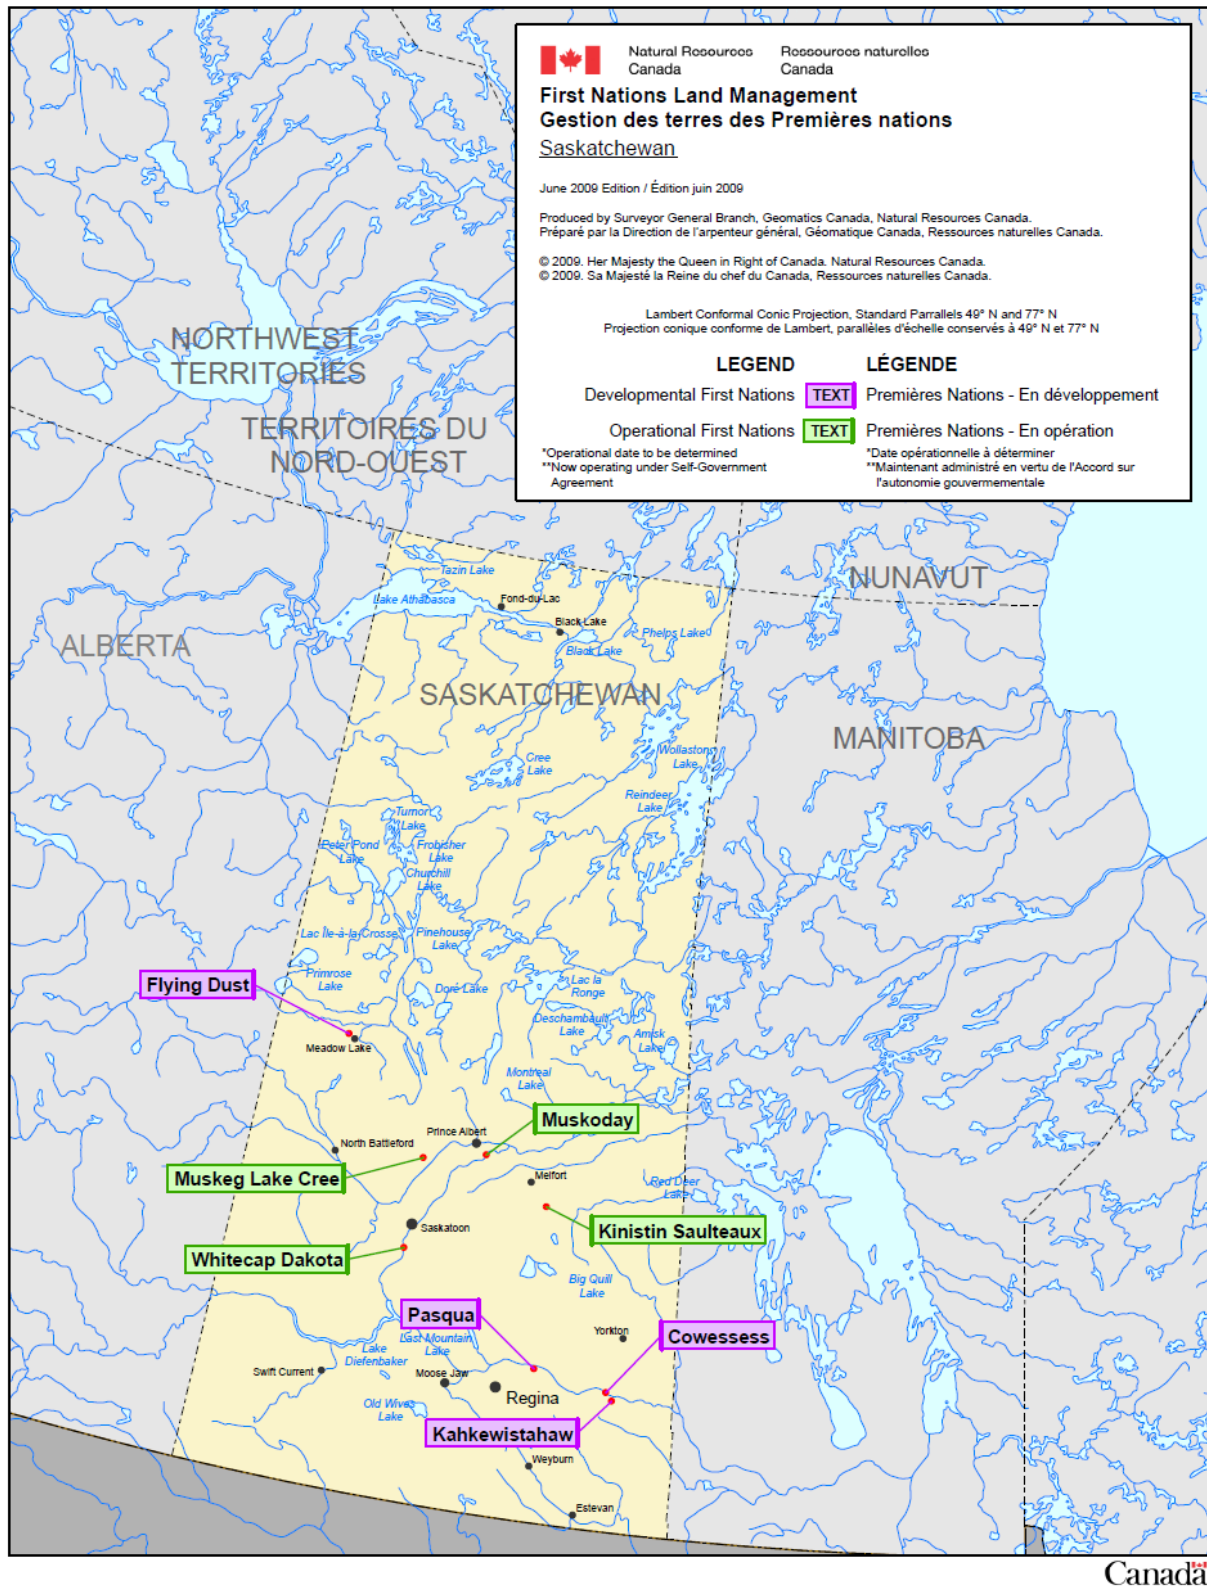 Natural Resources Canada
Ressources naturelles Canada
First Nations Land Management
Gestion des terres des Premières nations
Saskatchewan
June 2009 Edition / Édition juin 2009
Produced by Surveyor General Branch, Geomatics Canada, Natural Resources Canada.
Préparé par la Direction de l'arpenteur général, Géomatique Canada, Ressources naturelles Canada.
© 2009. Her Majesty the Queen in Right of Canada. Natural Resources Canada.
© 2009. Sa Majesté la Reine du chef du Canada, Ressources naturelles Canada.
Lambert Conformal Conic Projection, Standard Parrallels 49° N and 77° N
Projection conique conforme de Lambert, parallèles d'échelle conservés à 49° N et 77° N
LEGEND LÉGENDE
Developmental First Nations TEXT Premières Nations - En développement
Operational First Nations TEXT Premières Nations - En opération
*Operational date to be determined
**Now operating under Self-Government
Agreement
*Date opérationnelle à déterminer
**Maintenant administré en vertu de l'Accord sur
l'autonomie gouvermementale
NORTHWEST
TERRITORIES
TERRITOIRES DU
NORD-OUEST
NUNAVUT
ALBERTA
SASKATCHEWAN
MANITOBA
Tazin Lake
Lake Athabasca
Fond-du-Lac
Black Lake
Black Lake
Phelps Lake
Cree
Lake
Wollaston
Lake
Reindeer
Lake
Turnor
Lake
Peter Pond
Lake
Frobisher
Lake
Churchill
Lake
Lac Île-à-la-Crosse
Pinehouse
Lake
Primrose
Lake
Doré Lake
Lac la
Ronge
Deschambault
Lake
Amisk
Lake
Flying Dust
Meadow Lake
Montreal
Lake
Muskoday
Prince Albert
North Battleford
Muskeg Lake Cree
Melfort
Red Deer
Lake
Saskatoon
Kinistin Saulteaux
Whitecap Dakota
Big Quill
Lake
Pasqua
Yorkton
Cowessess
Last Mountain
Lake
Lake
Diefenbaker
Swift Current
Moose Jaw
Regina
Old Wives
Lake
Kahkewistahaw
Weyburn
Estevan
Canada